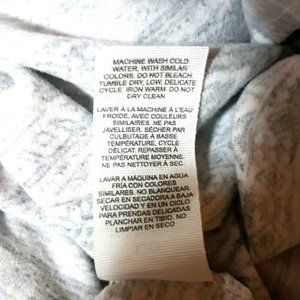 MACHINE WASH COLD
WATER, WITH SIMILAR
COLORS. DO NOT BLEACH.
TUMBLE DRY, LOW, DELICATE
CYCLE. IRON WARM. DO NOT
DRY CLEAN.
LAVER À LA MACHINE À L'EAU
FROIDE, AVEC COULEURS
SIMILAIRES. NE PAS
JAVELLISER. SÉCHER PAR
CULBUTAGE À BASSE
TEMPÉRATURE, CYCLE
DÉLICAT. REPASSER À
TEMPÉRATURE MOYENNE.
NE PAS NETTOYER À SEC.
LAVAR A MÁQUINA EN AGUA
FRÍA CON COLORES
SIMILARES. NO BLANQUEAR.
SECAR EN SECADORA A BAJA
VELOCIDAD Y EN UN CICLO
PARA PRENDAS DELICADAS
PLANCHAR EN TIBIO. NO
LIMPIAR EN SECO